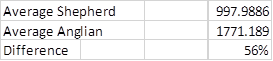 Average Shepherd 997.9886
Average Anglian 1771.189
Difference 56%